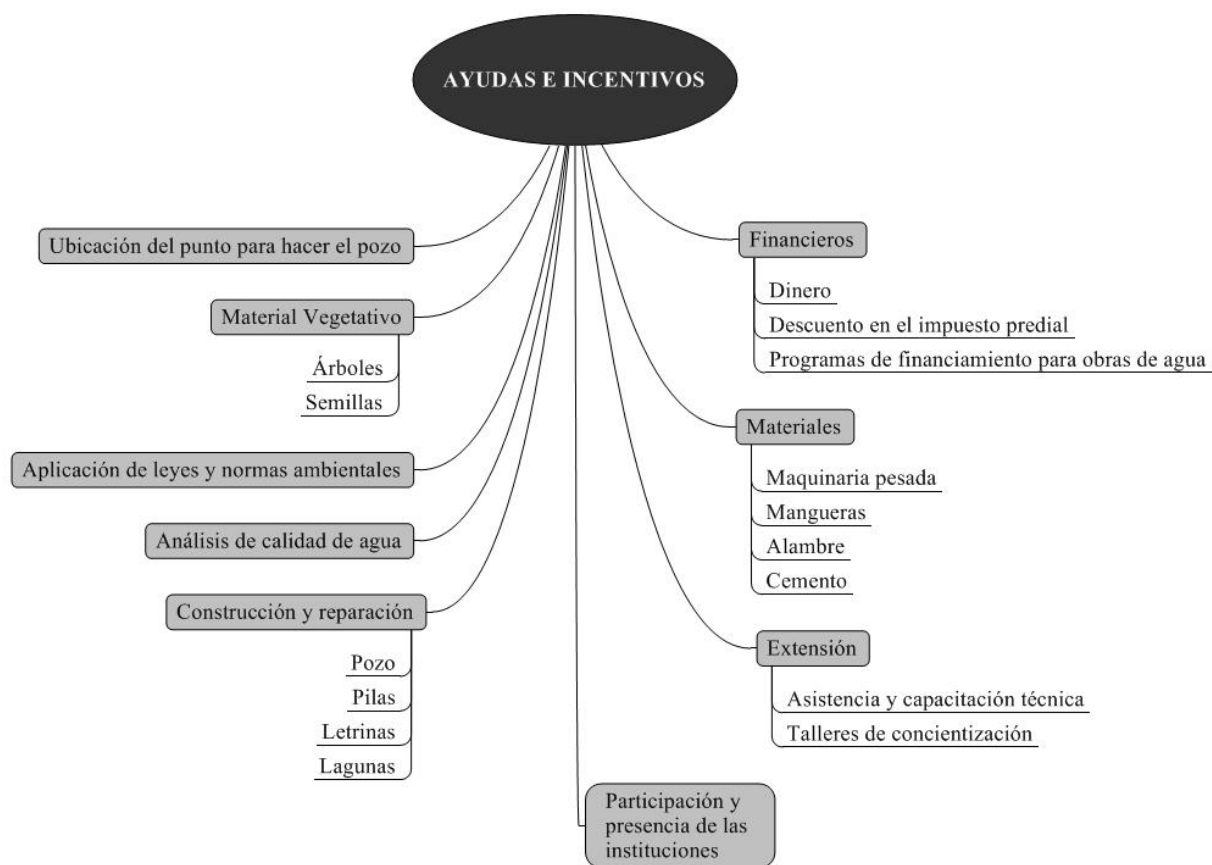 AYUDAS E INCENTIVOS
Ubicación del punto para hacer el pozo
Material Vegetativo
Árboles
Semillas
Aplicación de leyes y normas ambientales
Análisis de calidad de agua
Construcción y reparación
Pozo
Pilas
Letrinas
Lagunas
Financieros
Dinero
Descuento en el impuesto predial
Programas de financiamiento para obras de agua
Materiales
Maquinaria pesada
Mangueras
Alambre
Cemento
Extensión
Asistencia y capacitación técnica
Talleres de concientización
Participación y
presencia de las
instituciones